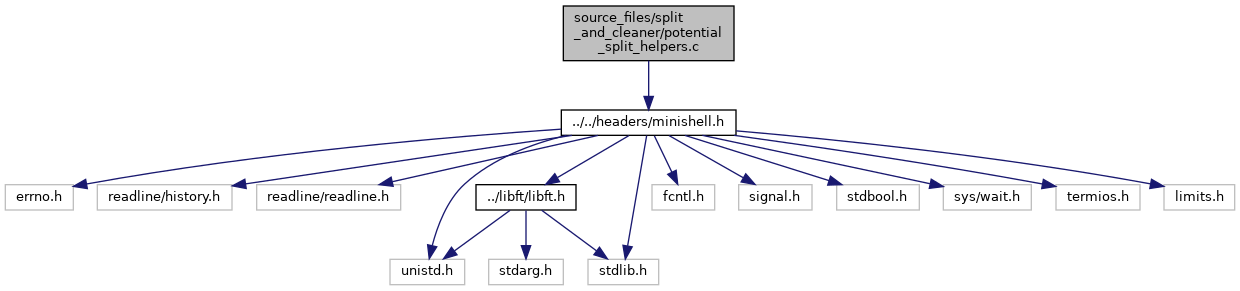 source_files/split
_and_cleaner/potential
_split_helpers.c
../../headers/minishell.h
errno.h
readline/history.h
readline/readline.h
../libft/libft.h
fcntl.h
signal.h
stdbool.h
sys/wait.h
termios.h
limits.h
unistd.h
stdarg.h
stdlib.h